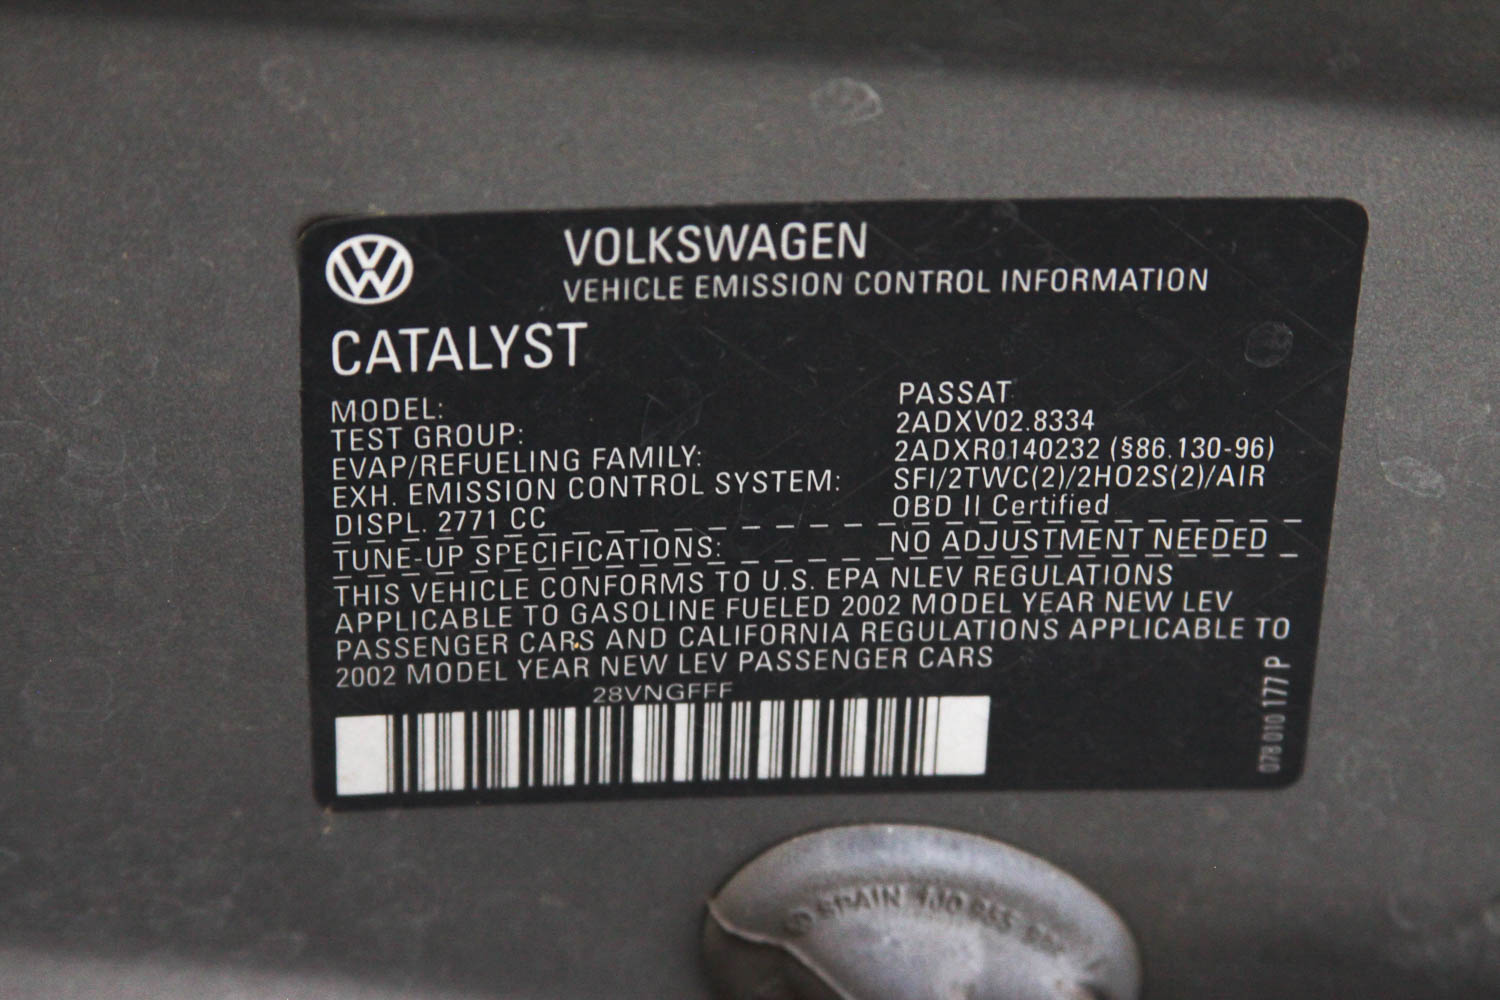 VOLKSWAGEN
VEHICLE EMISSION CONTROL INFORMATION
CATALYST
MODEL: PASSAT
TEST GROUP: 2ADXV02.8334
EVAP/REFUELING FAMILY: 2ADXR0140232 (§86.130-96)
EXH. EMISSION CONTROL SYSTEM: SFI/2TWC(2)/2HO2S(2)/AIR
DISPL. 2771 CC OBD II Certified
TUNE-UP SPECIFICATIONS: NO ADJUSTMENT NEEDED
THIS VEHICLE CONFORMS TO U.S. EPA NLEV REGULATIONS
APPLICABLE TO GASOLINE FUELED 2002 MODEL YEAR NEW LEV
PASSENGER CARS AND CALIFORNIA REGULATIONS APPLICABLE TO
2002 MODEL YEAR NEW LEV PASSENGER CARS
28VNGFFF
078 010 177 P
SPAIN 1J0